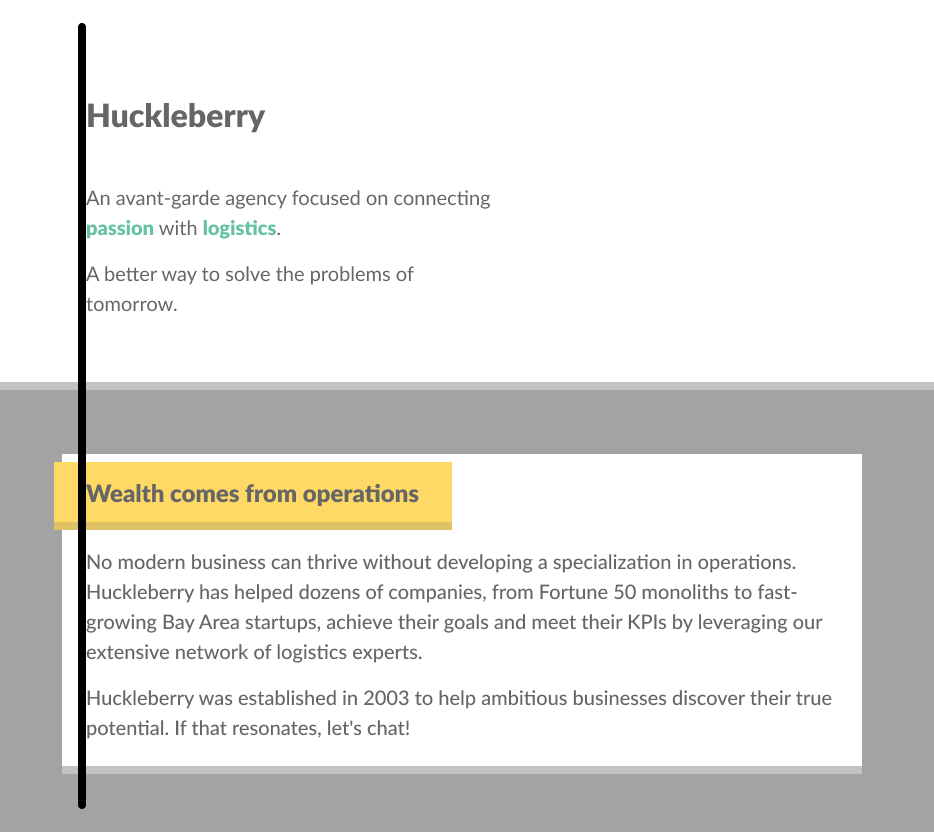 Huckleberry
An avant-garde agency focused on connecting
passion with logistics.
A better way to solve the problems of
tomorrow.
Wealth comes from operations
No modern business can thrive without developing a specialization in operations.
Huckleberry has helped dozens of companies, from Fortune 50 monoliths to fast-
growing Bay Area startups, achieve their goals and meet their KPIs by leveraging our
extensive network of logistics experts.
Huckleberry was established in 2003 to help ambitious businesses discover their true
potential. If that resonates, let's chat!